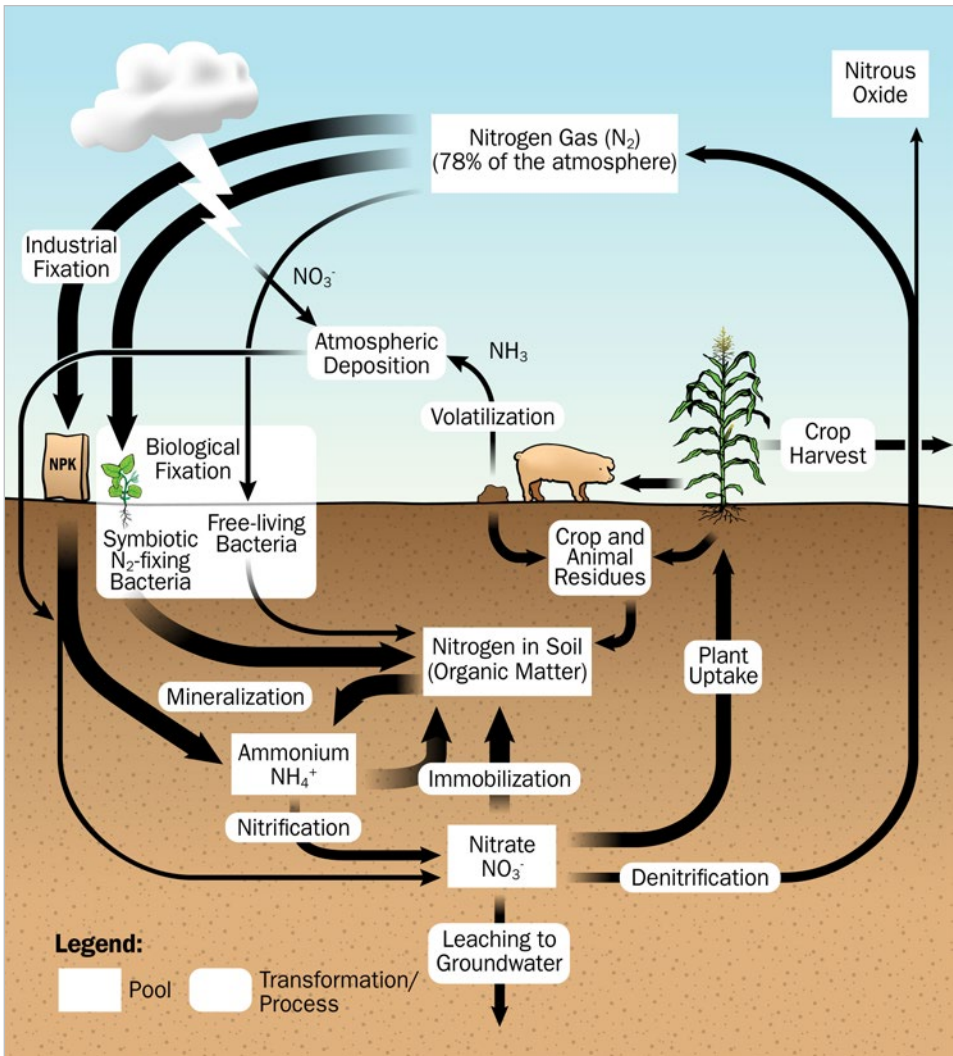 Nitrous
Oxide
Nitrogen Gas (N₂)
(78% of the atmosphere)
Industrial
Fixation
NO₃⁻
Atmospheric
Deposition
NH₃
Volatilization
Crop
Harvest
NPK
Biological
Fixation
Symbiotic
N₂-fixing
Bacteria
Free-living
Bacteria
Crop and
Animal
Residues
Nitrogen in Soil
(Organic Matter)
Plant
Uptake
Mineralization
Ammonium
NH₄⁺
Immobilization
Nitrification
Nitrate
NO₃⁻
Denitrification
Leaching to
Groundwater
Legend:
Pool
Transformation/
Process